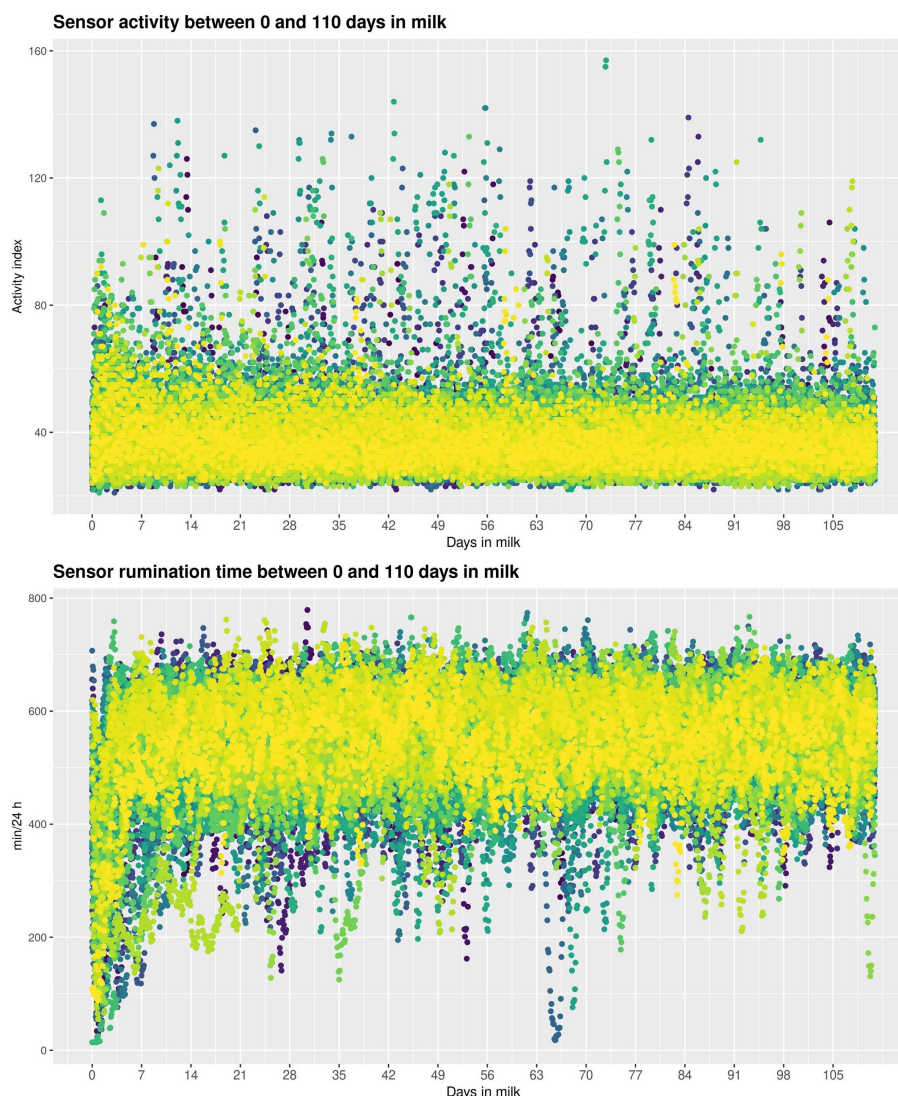 Sensor activity between 0 and 110 days in milk
160
120
80
40
Activity index
0 7 14 21 28 35 42 49 56 63 70 77 84 91 98 105
Days in milk
Sensor rumination time between 0 and 110 days in milk
800
600
400
200
0
min/24 h
0 7 14 21 28 35 42 49 56 63 70 77 84 91 98 105
Days in milk